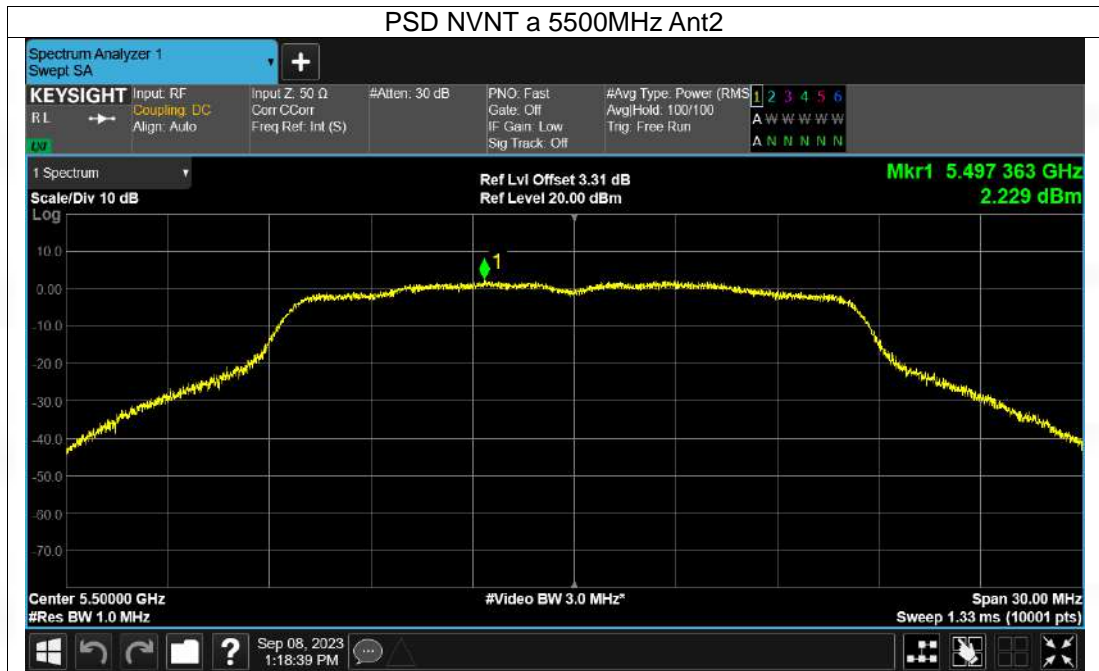 PSD NVNT a 5500MHz Ant2
Spectrum Analyzer 1
Swept SA
+
KEYSIGHT
RL
LXI
Input: RF
Coupling: DC
Align: Auto
Input Z: 50 Ω
Corr CCorr
Freq Ref: Int (S)
#Atten: 30 dB
PNO: Fast
Gate: Off
IF Gain: Low
Sig Track: Off
#Avg Type: Power (RMS
Avg|Hold: 100/100
Trig: Free Run
1 2 3 4 5 6
A W W W W W
A N N N N N
1 Spectrum
Scale/Div 10 dB
Ref Lvl Offset 3.31 dB
Ref Level 20.00 dBm
Mkr1 5.497 363 GHz
2.229 dBm
Log
10.0
0.00
-10.0
-20.0
-30.0
-40.0
-50.0
-60.0
-70.0
1
Center 5.50000 GHz
#Res BW 1.0 MHz
#Video BW 3.0 MHz*
Span 30.00 MHz
Sweep 1.33 ms (10001 pts)
?
Sep 08, 2023
1:18:39 PM